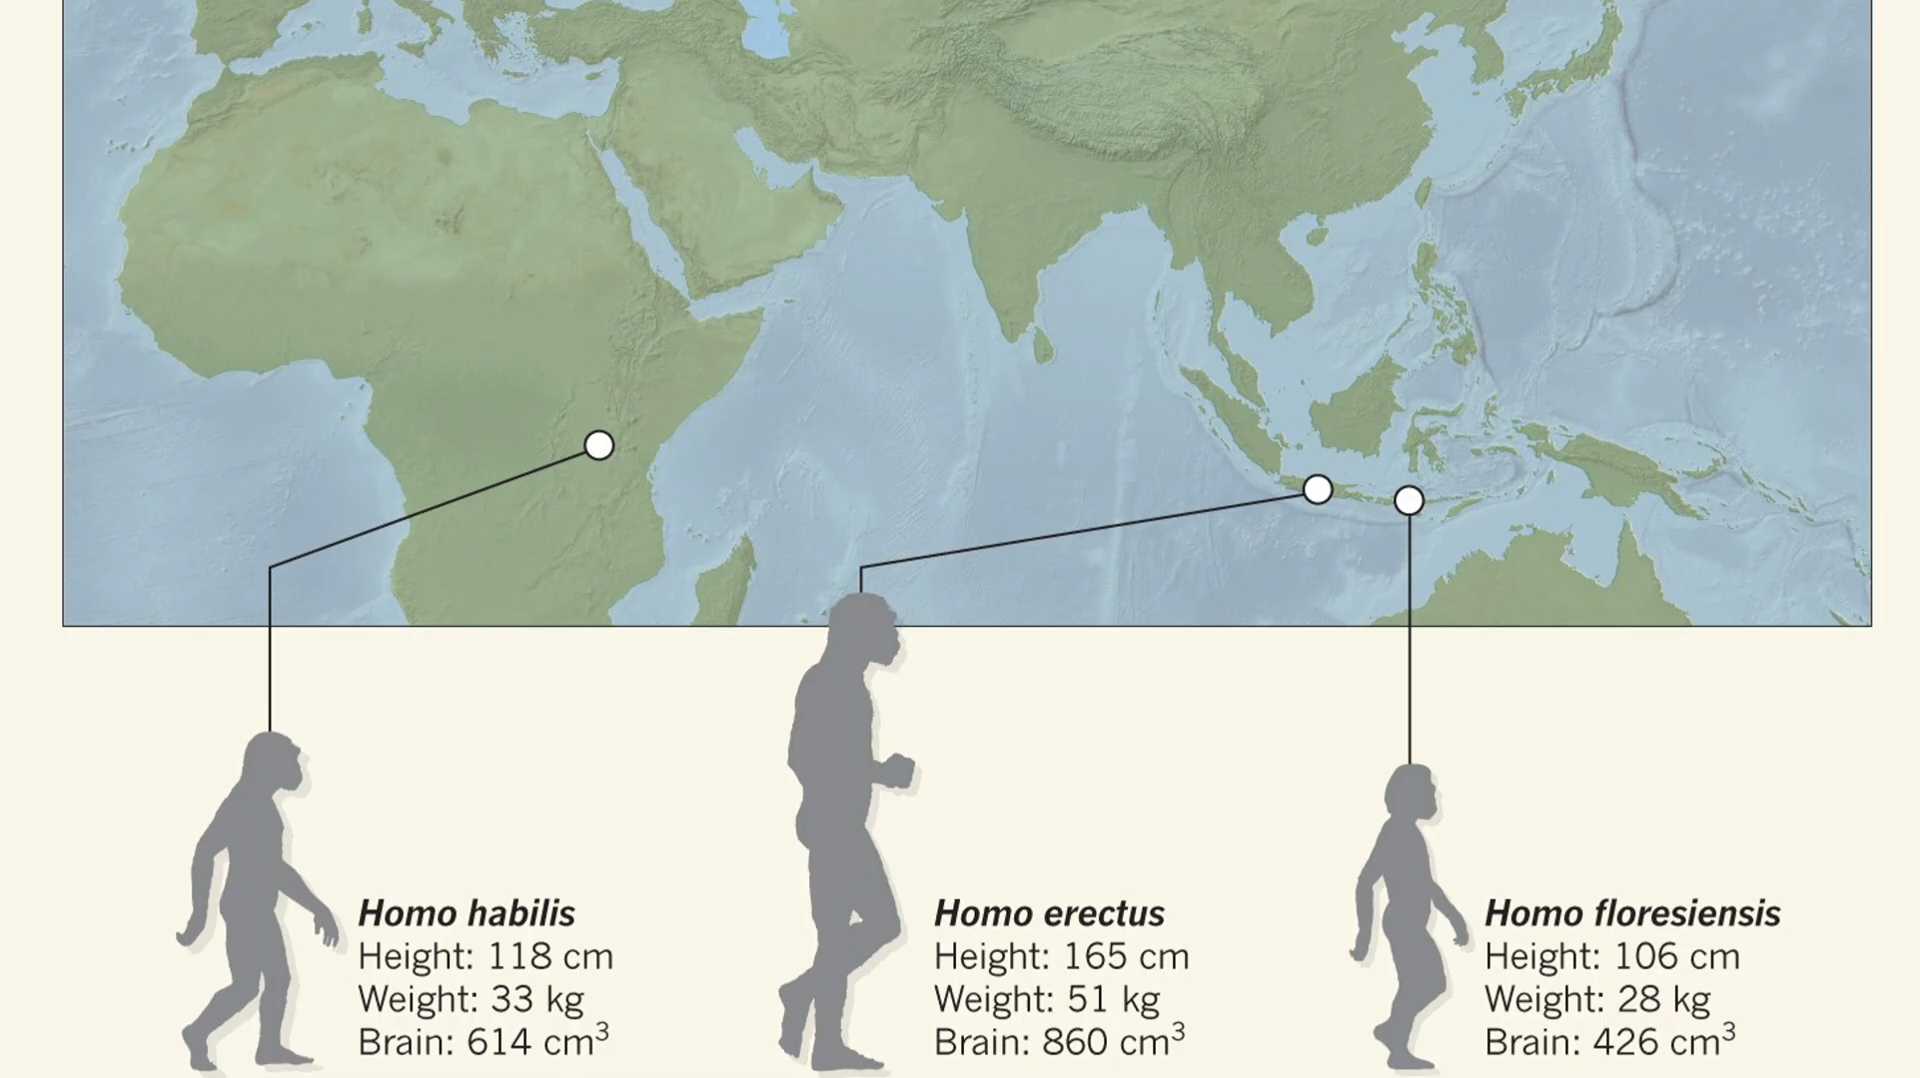 Homo habilis
Height: 118 cm
Weight: 33 kg
Brain: 614 cm³
Homo erectus
Height: 165 cm
Weight: 51 kg
Brain: 860 cm³
Homo floresiensis
Height: 106 cm
Weight: 28 kg
Brain: 426 cm³